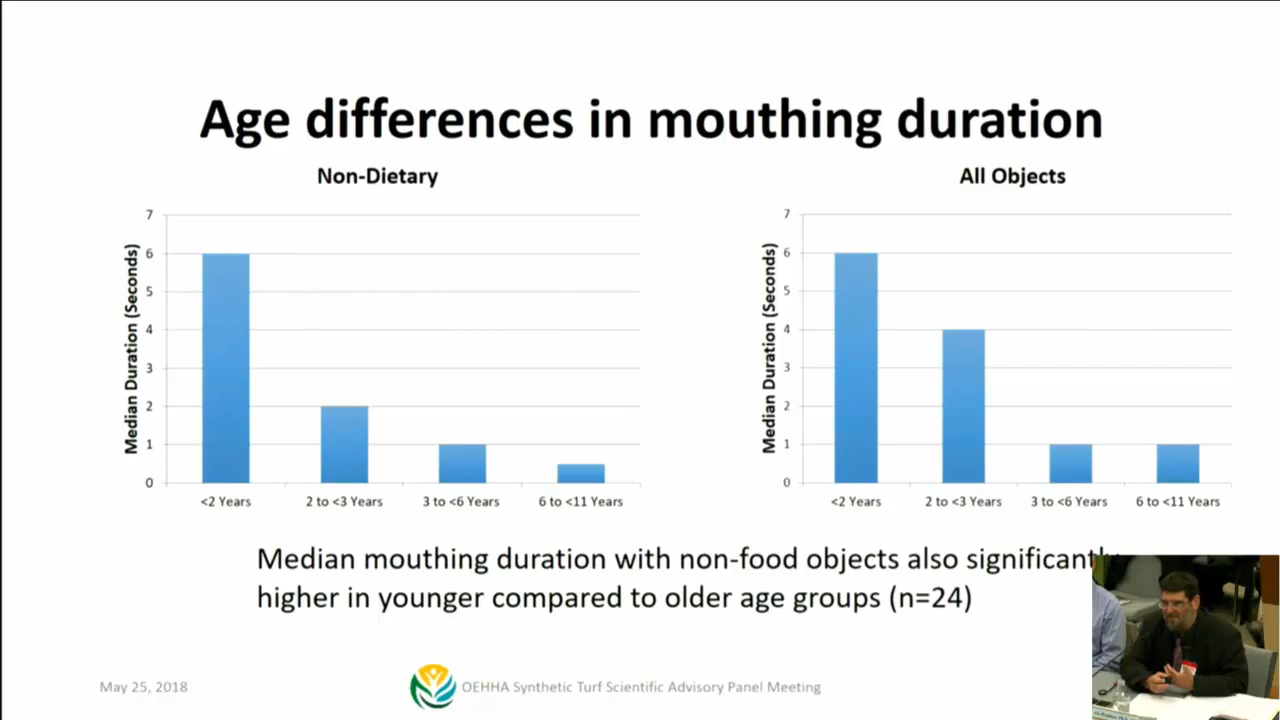 Age differences in mouthing duration
Non-Dietary
Median Duration (Seconds)
7
6
5
4
3
2
1
0
<2 Years
2 to <3 Years
3 to <6 Years
6 to <11 Years
All Objects
Median Duration (Seconds)
7
6
5
4
3
2
1
0
<2 Years
2 to <3 Years
3 to <6 Years
6 to <11 Years
Median mouthing duration with non-food objects also significantly
higher in younger compared to older age groups (n=24)
May 25, 2018
OEHHA Synthetic Turf Scientific Advisory Panel Meeting